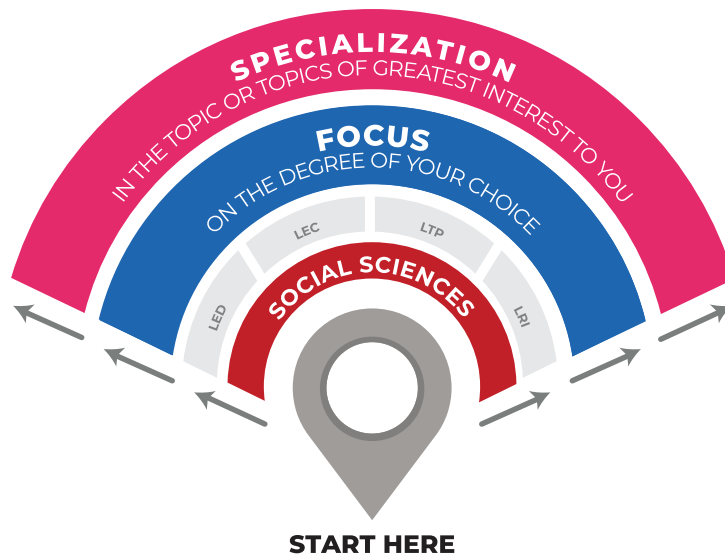 SPECIALIZATION
IN THE TOPIC OR TOPICS OF GREATEST INTEREST TO YOU
FOCUS
ON THE DEGREE OF YOUR CHOICE
LED
LEC
LTP
LRI
SOCIAL SCIENCES
START HERE